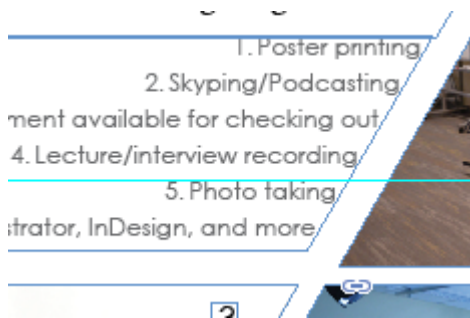 1. Poster printing
2. Skyping/Podcasting
ment available for checking out
4. Lecture/interview recording
5. Photo taking
strator, InDesign, and more
3